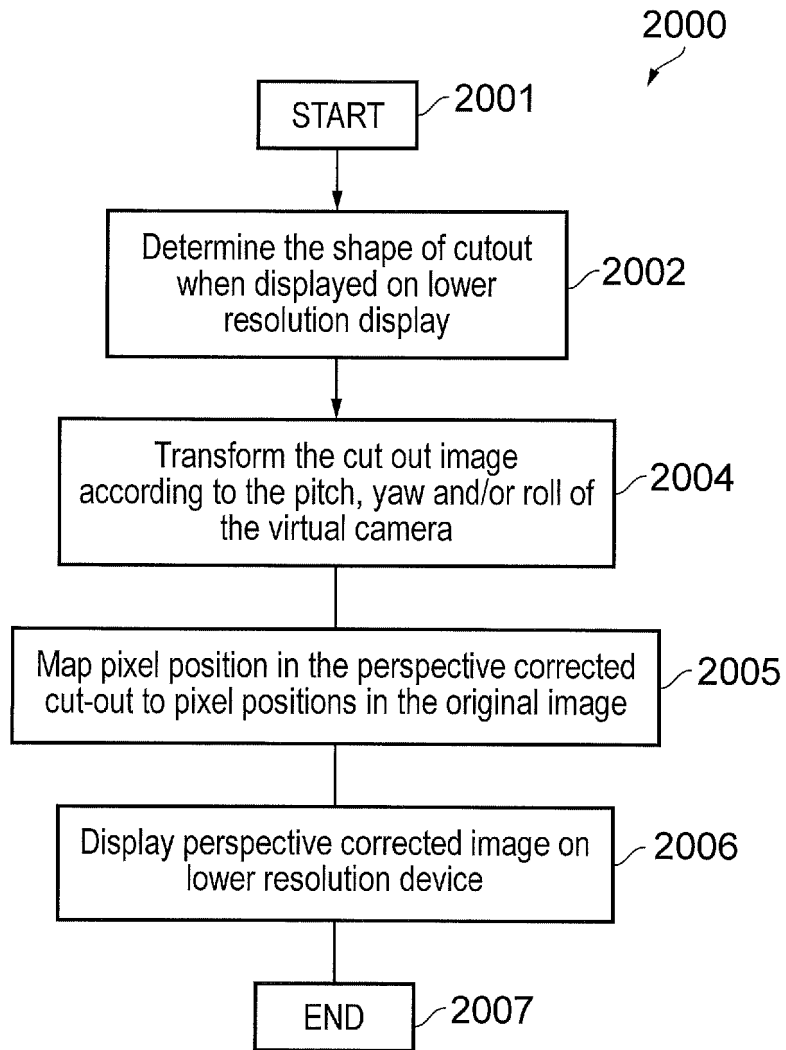 2000
START
2001
Determine the shape of cutout
when displayed on lower
resolution display
2002
Transform the cut out image
according to the pitch, yaw and/or roll of
the virtual camera
2004
Map pixel position in the perspective corrected
cut-out to pixel positions in the original image
2005
Display perspective corrected image on
lower resolution device
2006
END
2007